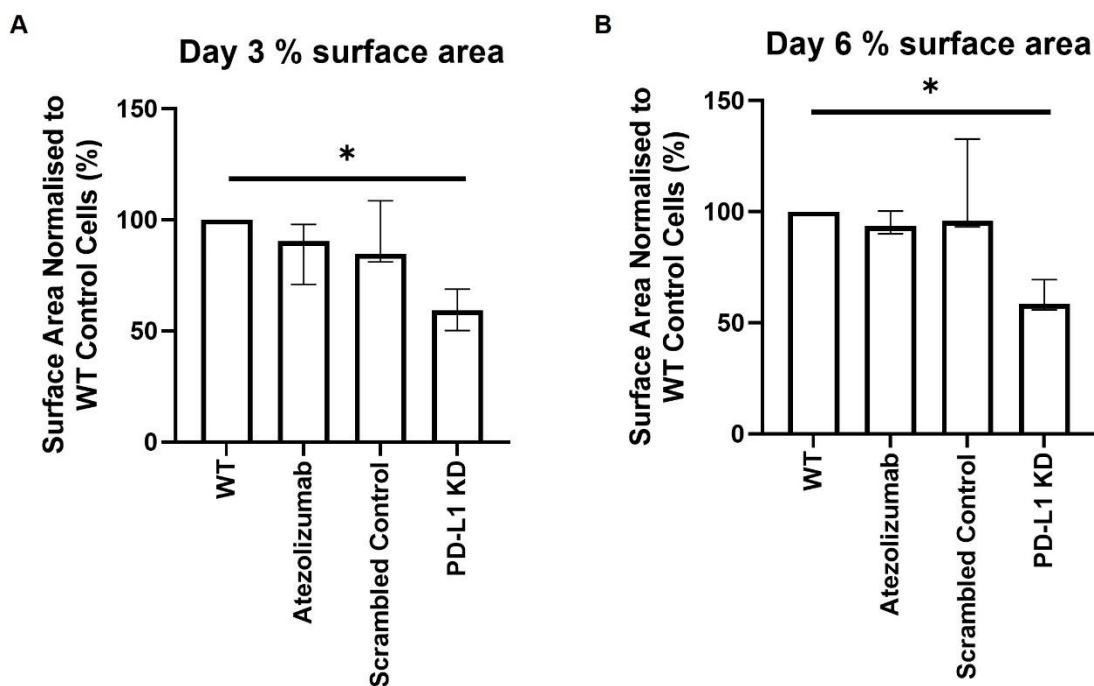 A
Day 3 % surface area
Surface Area Normalised to
WT Control Cells (%)
150
100
50
0
*
WT
Atezolizumab
Scrambled Control
PD-L1 KD
B
Day 6 % surface area
Surface Area Normalised to
WT Control Cells (%)
150
100
50
0
*
WT
Atezolizumab
Scrambled Control
PD-L1 KD